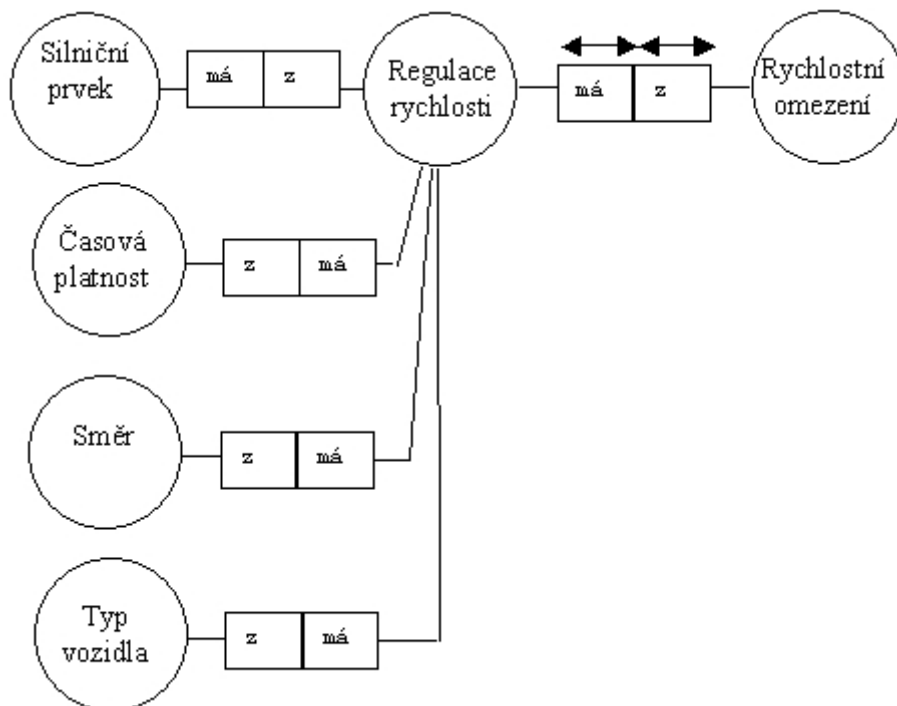 Silniční
prvek
má z
Regulace
rychlosti
má z
Rychlostní
omezení
Časová
platnost
z má
Směr
z má
Typ
vozidla
z má